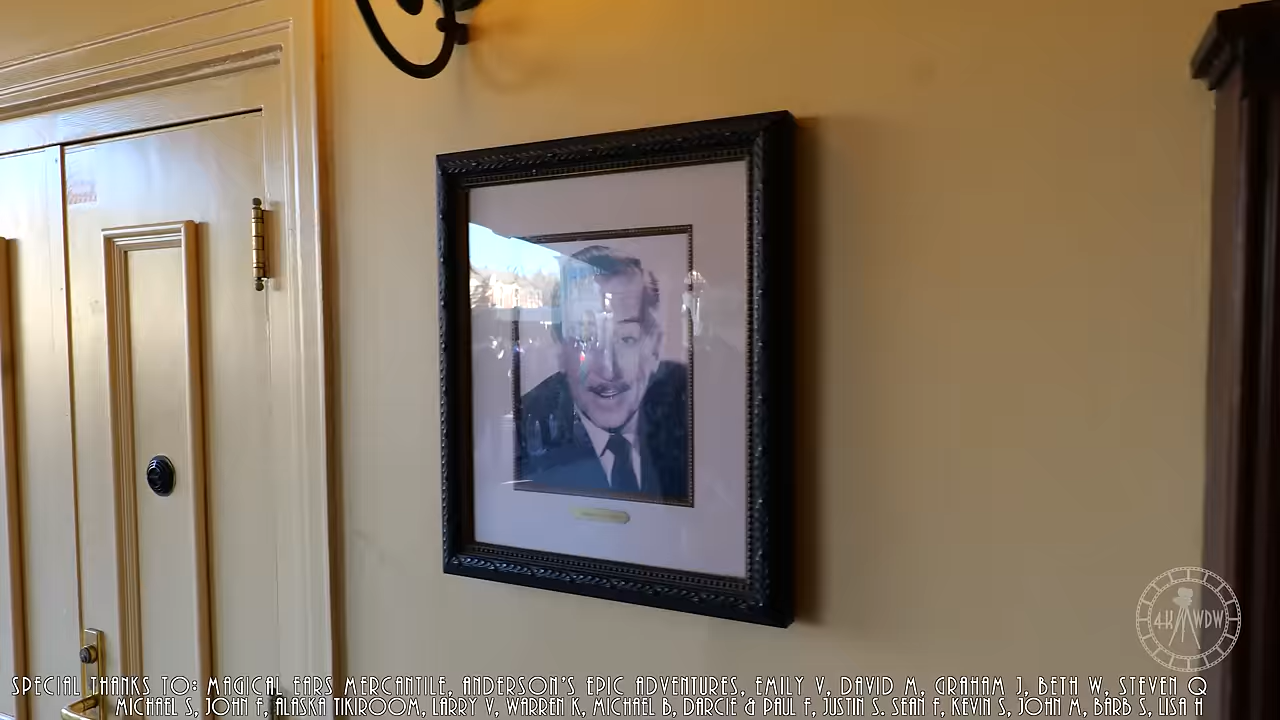 4K WDW
SPECIAL THANKS TO: MAGICAL EARS MERCANTILE, ANDERSON'S EPIC ADVENTURES, EMILY V, DAVID M, GRAHAM J, BETH W, STEVEN Q
MICHAEL S, JOHN F, ALASKA TIKIROOM, LARRY V, WARREN K, MICHAEL B, DARCIE & PAUL F, JUSTIN S. SEAN F, KEVIN S, JOHN M, BARB S, LISA H